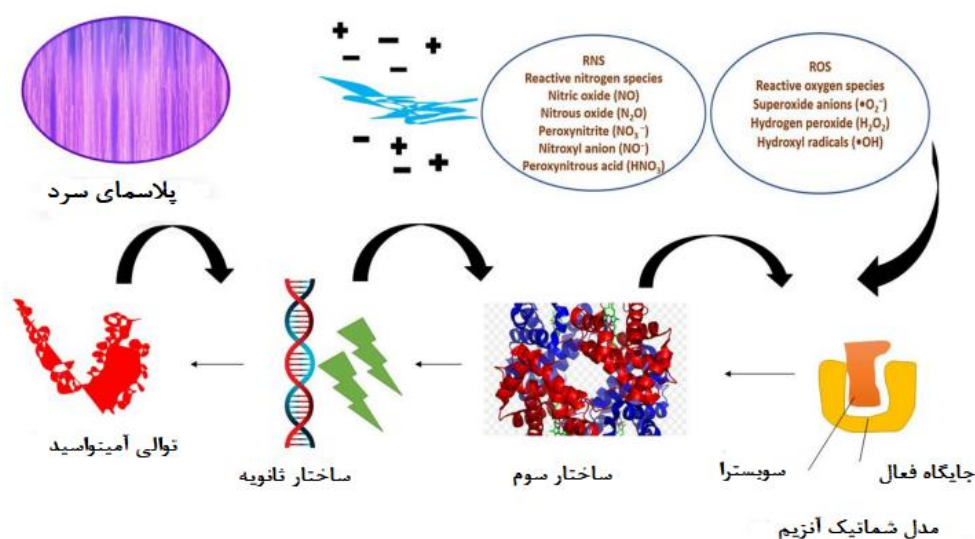 RNS
Reactive nitrogen species
Nitric oxide (NO)
Nitrous oxide (N₂O)
Peroxynitrite (NO₃⁻)
Nitroxyl anion (NO⁻)
Peroxynitrous acid (HNO₃)
ROS
Reactive oxygen species
Superoxide anions (•O₂⁻)
Hydrogen peroxide (H₂O₂)
Hydroxyl radicals (•OH)
پلاسمای سرد
توالی آمینواسید
ساختار ثانویه
ساختار سوم
سوبسترا
جایگاه فعال
مدل شماتیک آنزیم